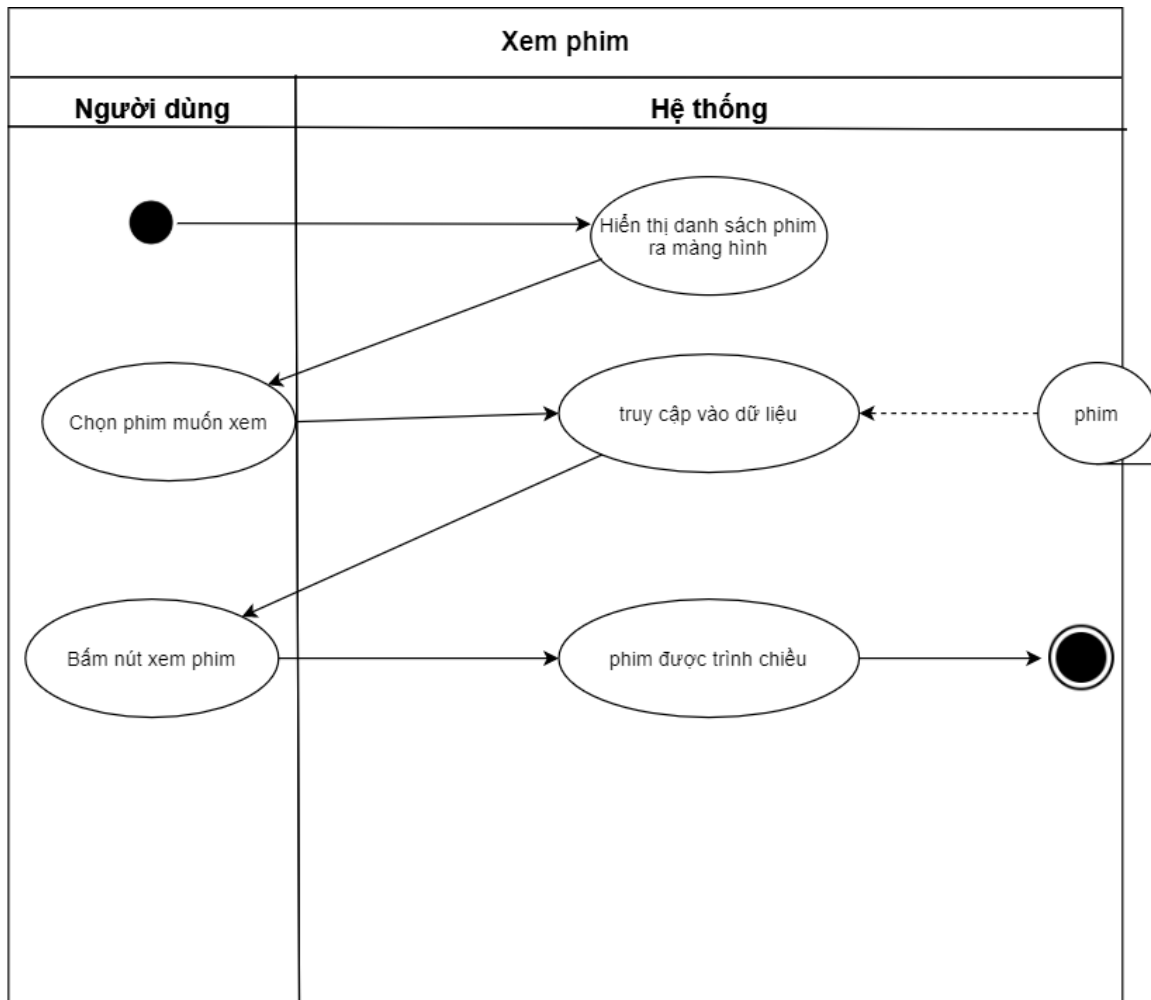 Xem phim
Người dùng
Hệ thống
Hiển thị danh sách phim
ra màng hình
Chọn phim muốn xem
truy cập vào dữ liệu
phim
Bấm nút xem phim
phim được trình chiều